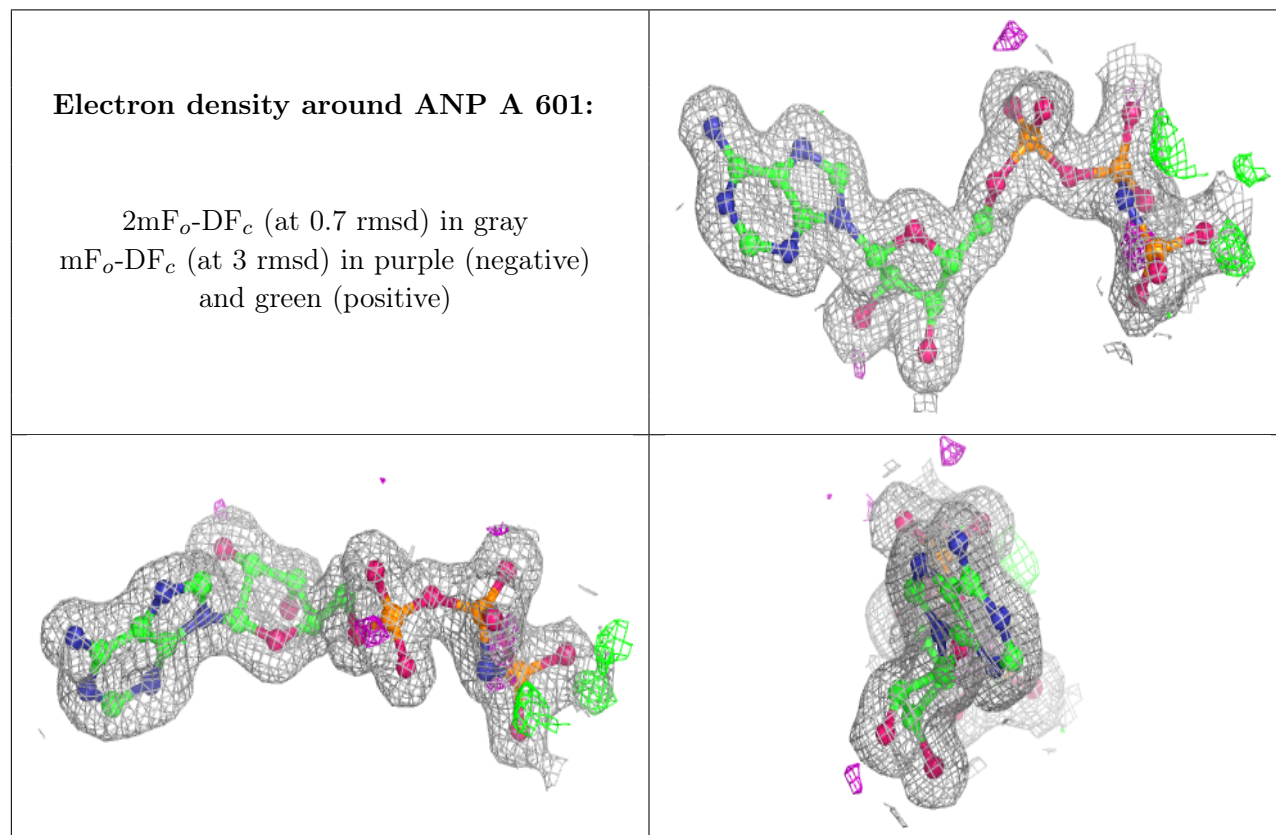 Electron density around ANP A 601:
2mFo-DFc (at 0.7 rmsd) in gray
mFo-DFc (at 3 rmsd) in purple (negative)
and green (positive)